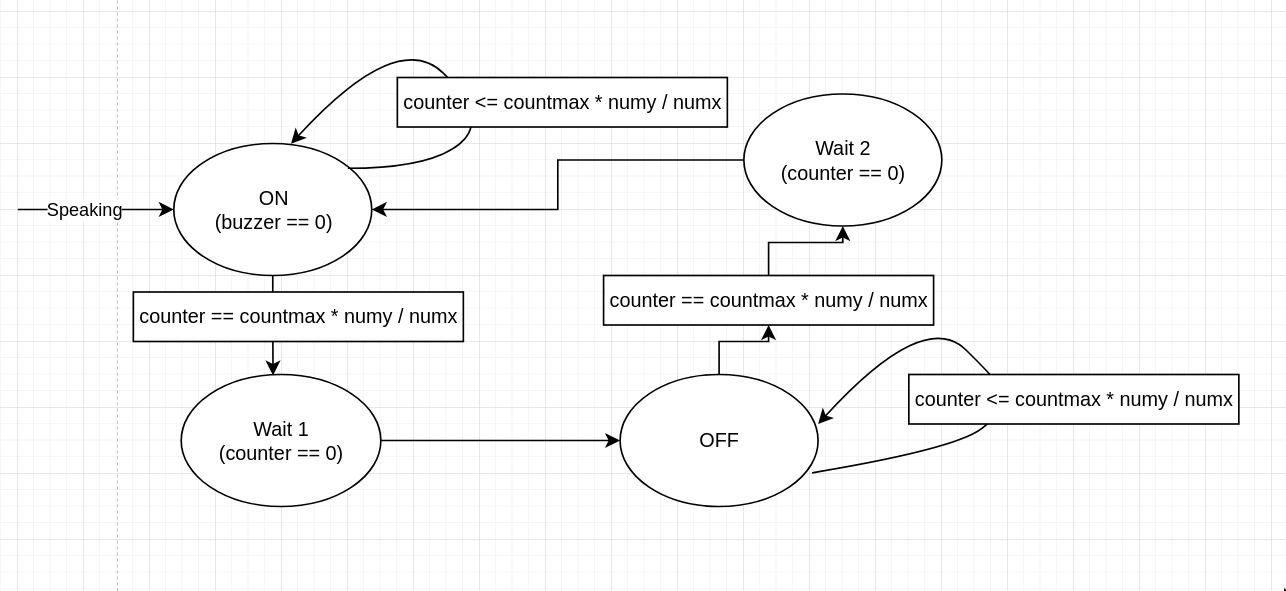 counter <= countmax * numy / numx
Wait 2
(counter == 0)
ON
(buzzer == 0)
Speaking
counter == countmax * numy / numx
counter == countmax * numy / numx
counter <= countmax * numy / numx
Wait 1
(counter == 0)
OFF